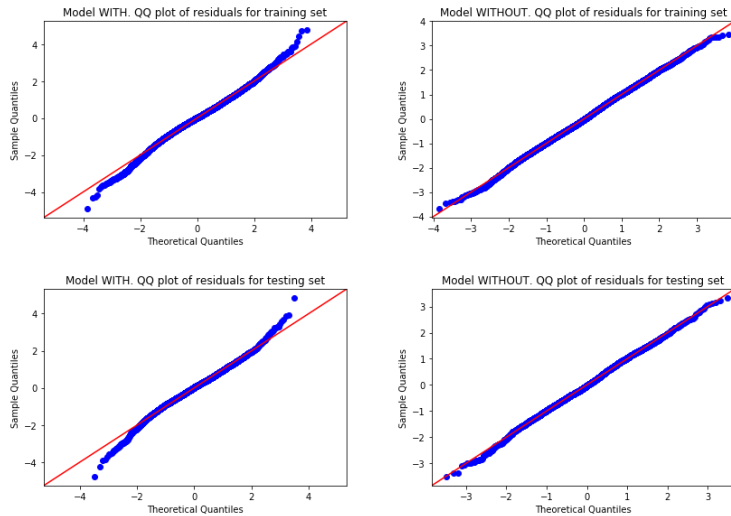 Model WITH. QQ plot of residuals for training set
4
2
0
-2
-4
Sample Quantiles
-4 -2 0 2 4
Theoretical Quantiles
Model WITHOUT. QQ plot of residuals for training set
4
3
2
1
0
-1
-2
-3
-4
Sample Quantiles
-4 -3 -2 -1 0 1 2 3
Theoretical Quantiles
Model WITH. QQ plot of residuals for testing set
4
2
0
-2
-4
Sample Quantiles
-4 -2 0 2 4
Theoretical Quantiles
Model WITHOUT. QQ plot of residuals for testing set
3
2
1
0
-1
-2
-3
Sample Quantiles
-3 -2 -1 0 1 2 3
Theoretical Quantiles